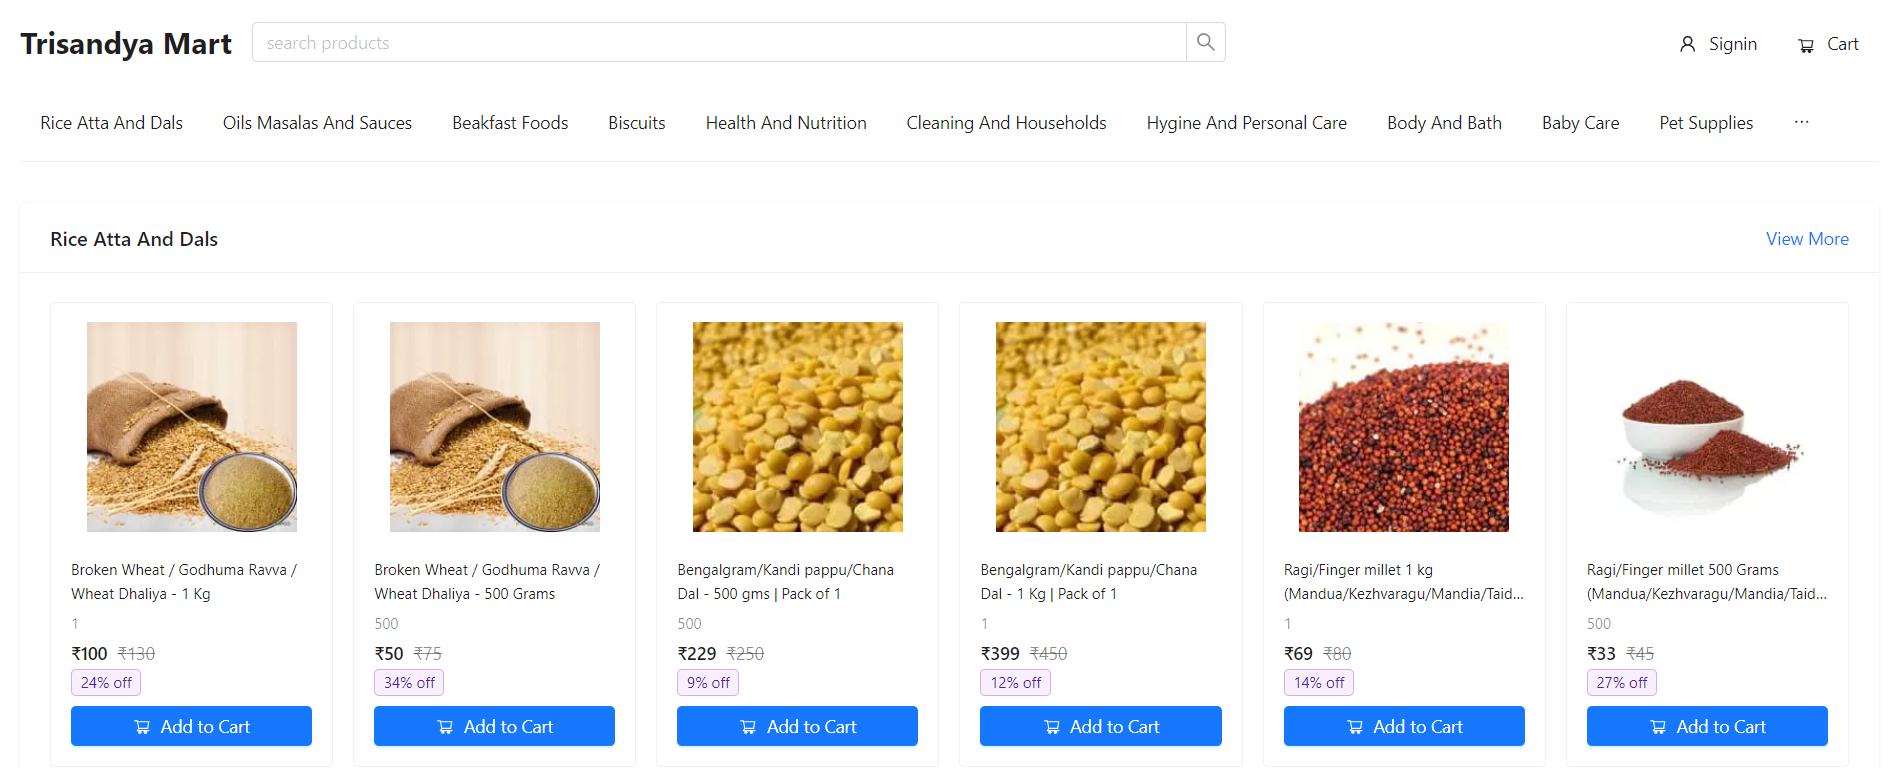 Trisandya Mart
search products
Signin
Cart
Rice Atta And Dals
Oils Masalas And Sauces
Beakfast Foods
Biscuits
Health And Nutrition
Cleaning And Households
Hygine And Personal Care
Body And Bath
Baby Care
Pet Supplies
···
Rice Atta And Dals
View More
Broken Wheat / Godhuma Ravva /
Wheat Dhaliya - 1 Kg
1
₹100 ₹130
24% off
Add to Cart
Broken Wheat / Godhuma Ravva /
Wheat Dhaliya - 500 Grams
500
₹50 ₹75
34% off
Add to Cart
Bengalgram/Kandi pappu/Chana
Dal - 500 gms | Pack of 1
500
₹229 ₹250
9% off
Add to Cart
Bengalgram/Kandi pappu/Chana
Dal - 1 Kg | Pack of 1
1
₹399 ₹450
12% off
Add to Cart
Ragi/Finger millet 1 kg
(Mandua/Kezhvaragu/Mandia/Taid...
1
₹69 ₹80
14% off
Add to Cart
Ragi/Finger millet 500 Grams
(Mandua/Kezhvaragu/Mandia/Taid...
500
₹33 ₹45
27% off
Add to Cart